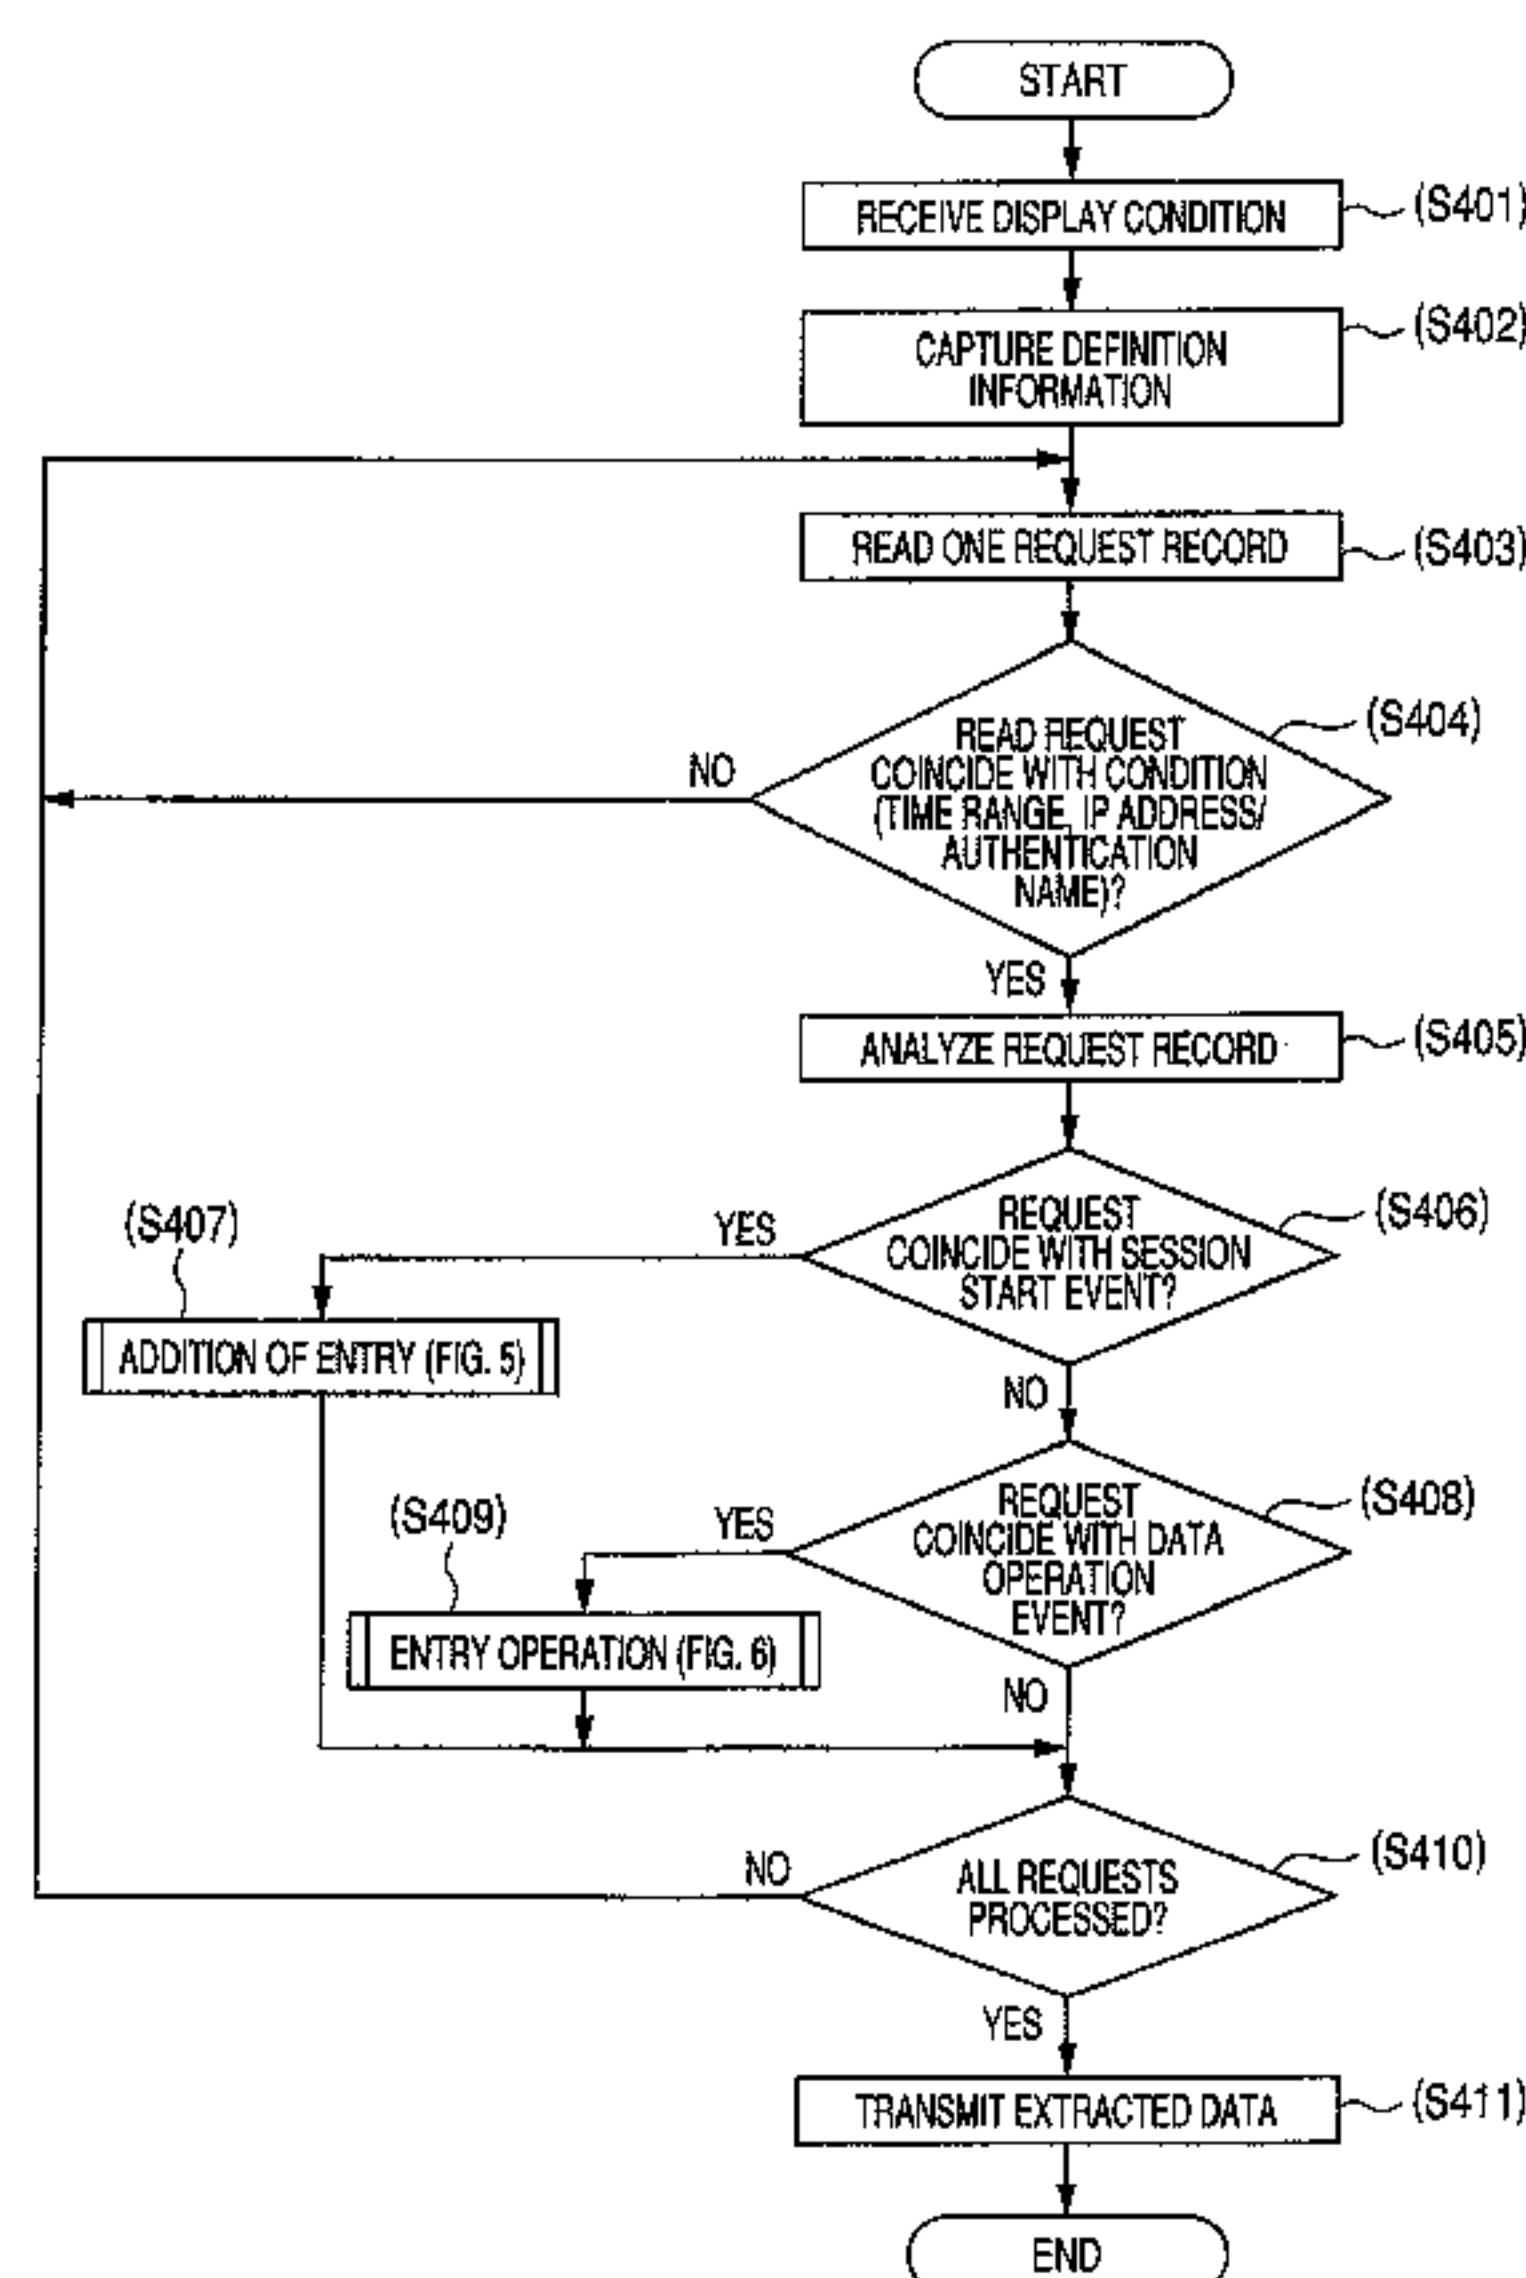 START
RECEIVE DISPLAY CONDITION
(S401)
CAPTURE DEFINITION
INFORMATION
(S402)
READ ONE REQUEST RECORD
(S403)
READ REQUEST
COINCIDE WITH CONDITION
(TIME RANGE, IP ADDRESS/
AUTHENTICATION
NAME)?
(S404)
NO
YES
ANALYZE REQUEST RECORD
(S405)
REQUEST
COINCIDE WITH SESSION
START EVENT?
(S406)
YES
(S407)
ADDITION OF ENTRY (FIG. 5)
NO
REQUEST
COINCIDE WITH DATA
OPERATION
EVENT?
(S408)
YES
(S409)
ENTRY OPERATION (FIG. 6)
NO
ALL REQUESTS
PROCESSED?
(S410)
NO
YES
TRANSMIT EXTRACTED DATA
(S411)
END